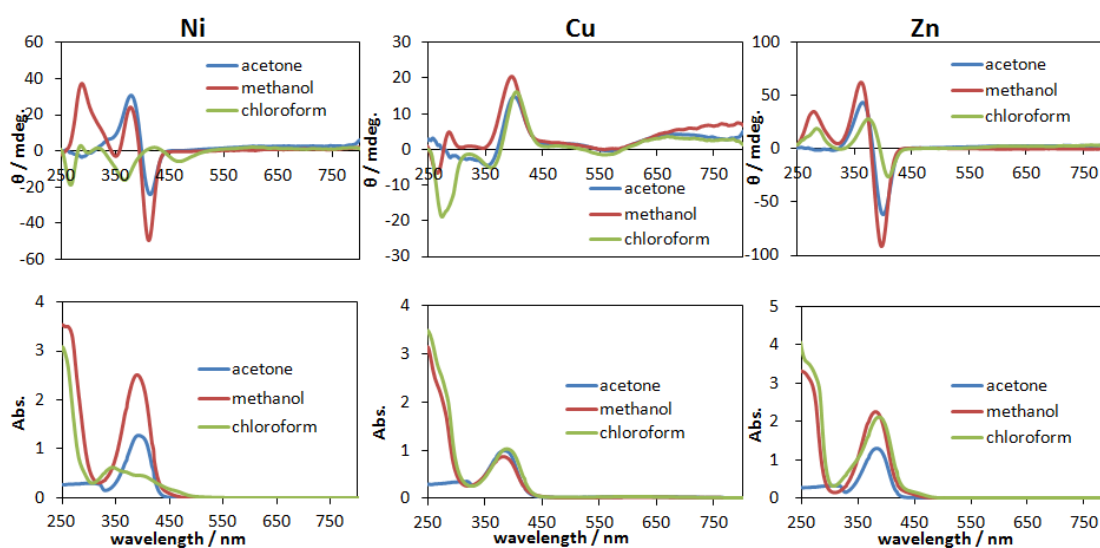 Ni
Cu
Zn
60
40
20
0
-20
-40
-60
θ / mdeg.
250
350
450
550
650
750
acetone
methanol
chloroform
30
20
10
0
-10
-20
-30
θ / mdeg.
250
350
450
550
650
750
acetone
methanol
chloroform
100
50
0
-50
-100
θ / mdeg.
250
350
450
550
650
750
acetone
methanol
chloroform
4
3
2
1
0
Abs.
250
350
450
550
650
750
wavelength / nm
acetone
methanol
chloroform
4
3
2
1
0
Abs.
250
350
450
550
650
750
wavelength / nm
acetone
methanol
chloroform
5
4
3
2
1
0
Abs.
250
350
450
550
650
750
wavelength / nm
acetone
methanol
chloroform